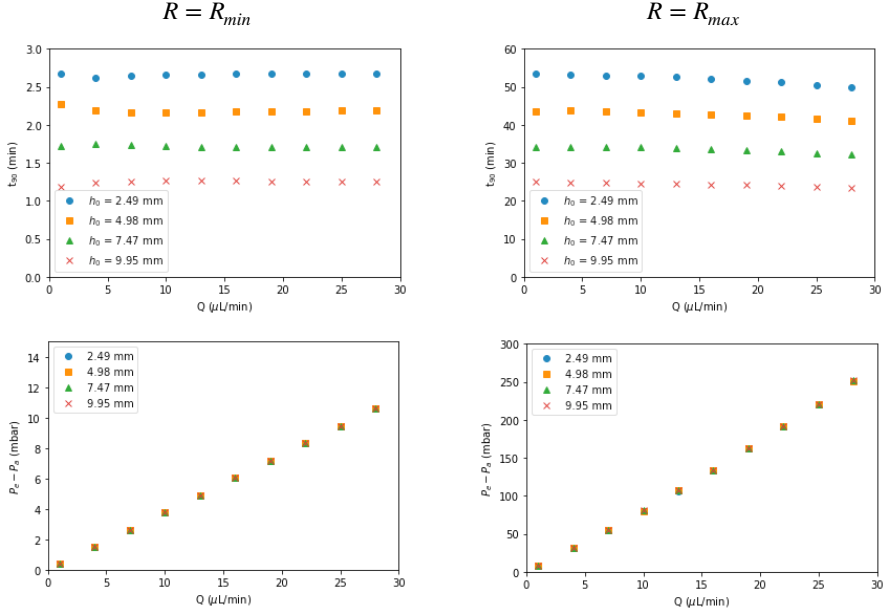 R = R_min
R = R_max
3.0
2.5
2.0
1.5
1.0
0.5
0.0
t_90 (min)
h_0 = 2.49 mm
h_0 = 4.98 mm
h_0 = 7.47 mm
h_0 = 9.95 mm
0 5 10 15 20 25 30
Q (μL/min)
60
50
40
30
20
10
0
t_90 (min)
h_0 = 2.49 mm
h_0 = 4.98 mm
h_0 = 7.47 mm
h_0 = 9.95 mm
0 5 10 15 20 25 30
Q (μL/min)
14
12
10
8
6
4
2
0
P_e − P_a (mbar)
2.49 mm
4.98 mm
7.47 mm
9.95 mm
0 5 10 15 20 25 30
Q (μL/min)
300
250
200
150
100
50
0
P_e − P_a (mbar)
2.49 mm
4.98 mm
7.47 mm
9.95 mm
0 5 10 15 20 25 30
Q (μL/min)